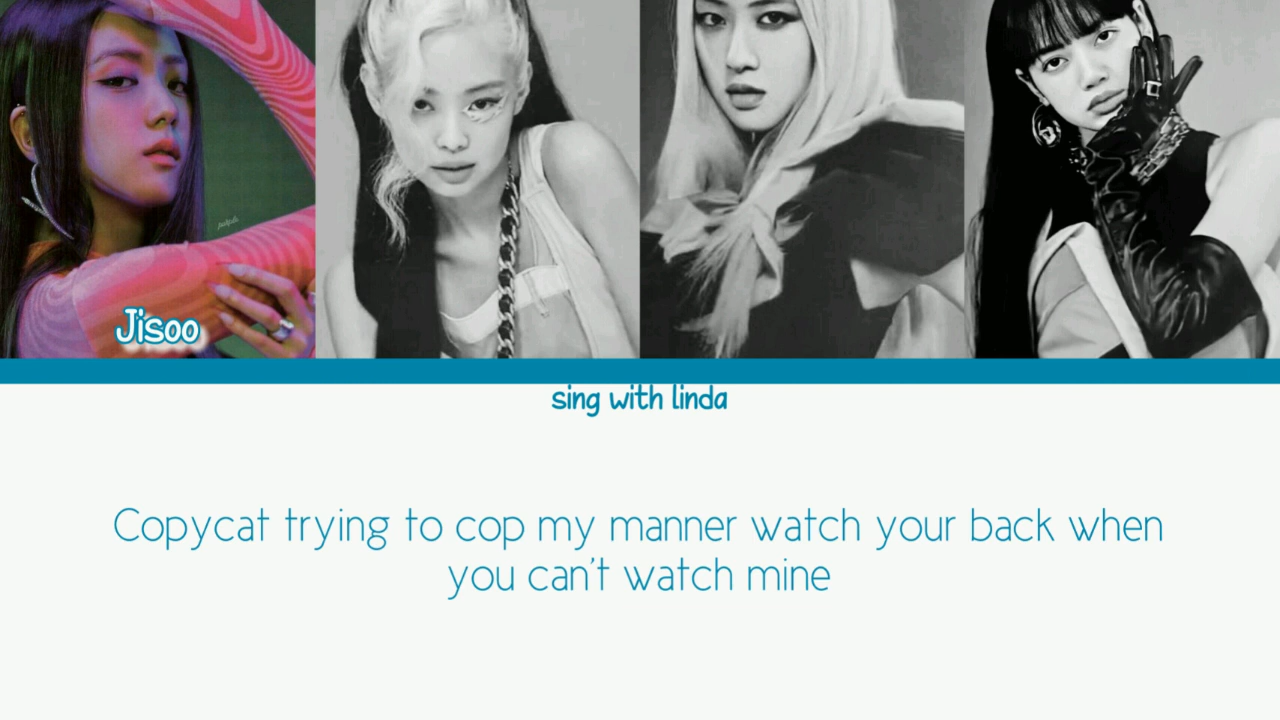 Jisoo
sing with linda
Copycat trying to cop my manner watch your back when
you can't watch mine